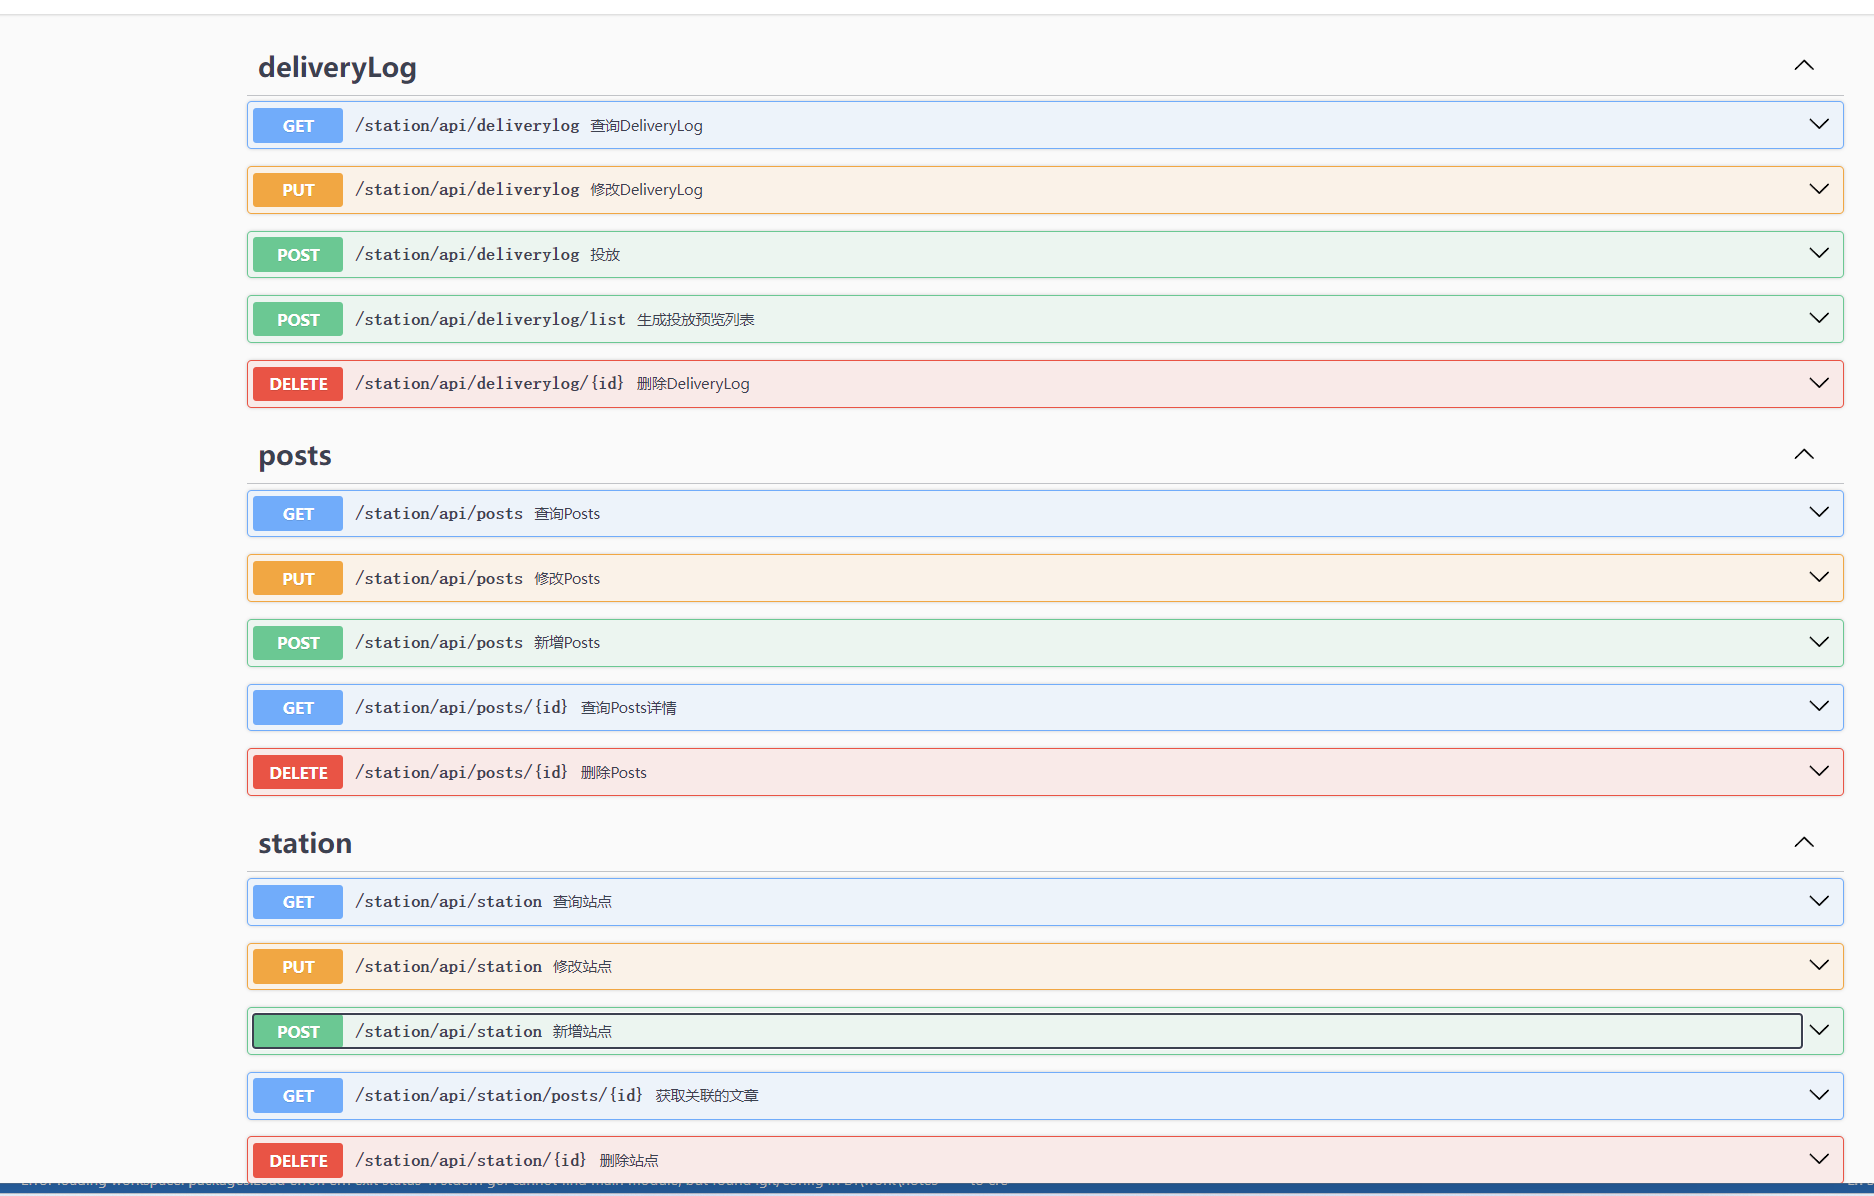 deliveryLog
GET /station/api/deliverylog 查询DeliveryLog
PUT /station/api/deliverylog 修改DeliveryLog
POST /station/api/deliverylog 投放
POST /station/api/deliverylog/list 生成投放预览列表
DELETE /station/api/deliverylog/{id} 删除DeliveryLog
posts
GET /station/api/posts 查询Posts
PUT /station/api/posts 修改Posts
POST /station/api/posts 新增Posts
GET /station/api/posts/{id} 查询Posts详情
DELETE /station/api/posts/{id} 删除Posts
station
GET /station/api/station 查询站点
PUT /station/api/station 修改站点
POST /station/api/station 新增站点
GET /station/api/station/posts/{id} 获取关联的文章
DELETE /station/api/station/{id} 删除站点